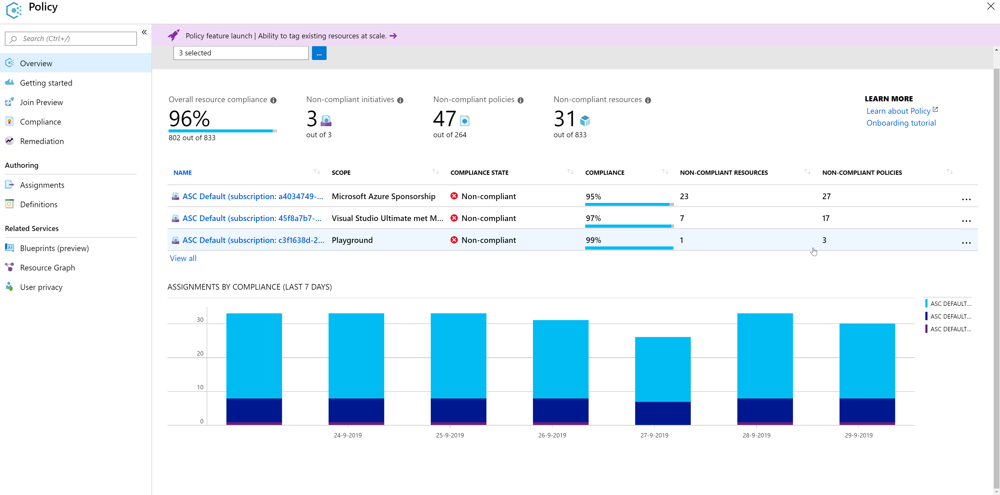 Policy
Search (Ctrl+/)
Overview
Getting started
Join Preview
Compliance
Remediation
Authoring
Assignments
Definitions
Related Services
Blueprints (preview)
Resource Graph
User privacy
Policy feature launch | Ability to tag existing resources at scale.
3 selected
...
Overall resource compliance
96%
802 out of 833
Non-compliant initiatives
3
out of 3
Non-compliant policies
47
out of 264
Non-compliant resources
31
out of 833
LEARN MORE
Learn about Policy
Onboarding tutorial
NAME SCOPE COMPLIANCE STATE COMPLIANCE NON-COMPLIANT RESOURCES NON-COMPLIANT POLICIES
ASC Default (subscription: a4034749-... Microsoft Azure Sponsorship Non-compliant 95% 23 27 ...
ASC Default (subscription: 45f8a7b7-... Visual Studio Ultimate met M... Non-compliant 97% 7 17 ...
ASC Default (subscription: c3f1638d-2... Playground Non-compliant 99% 1 3 ...
View all
ASSIGNMENTS BY COMPLIANCE (LAST 7 DAYS)
30
20
10
0
24-9-2019 25-9-2019 26-9-2019 27-9-2019 28-9-2019 29-9-2019
ASC DEFAULT...
ASC DEFAULT...
ASC DEFAULT...